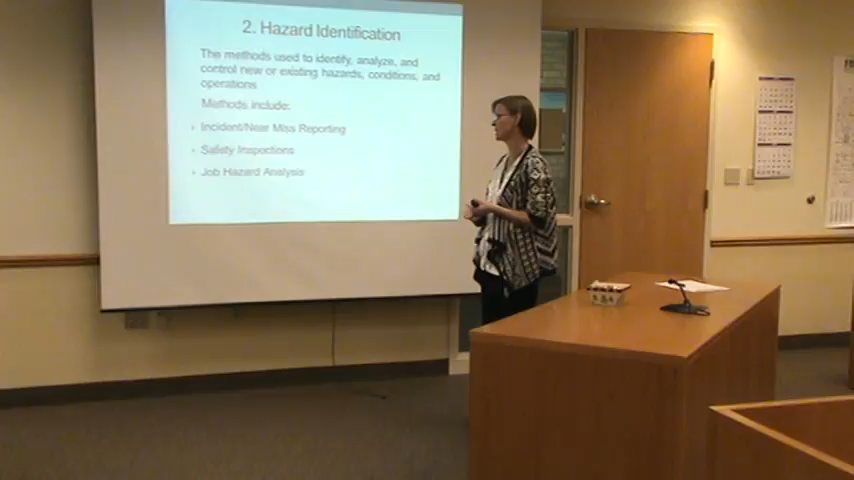 2. Hazard Identification
The methods used to identify, analyze, and
control new or existing hazards, conditions, and
operations
Methods include:
Incident/Near Miss Reporting
Safety Inspections
Job Hazard Analysis